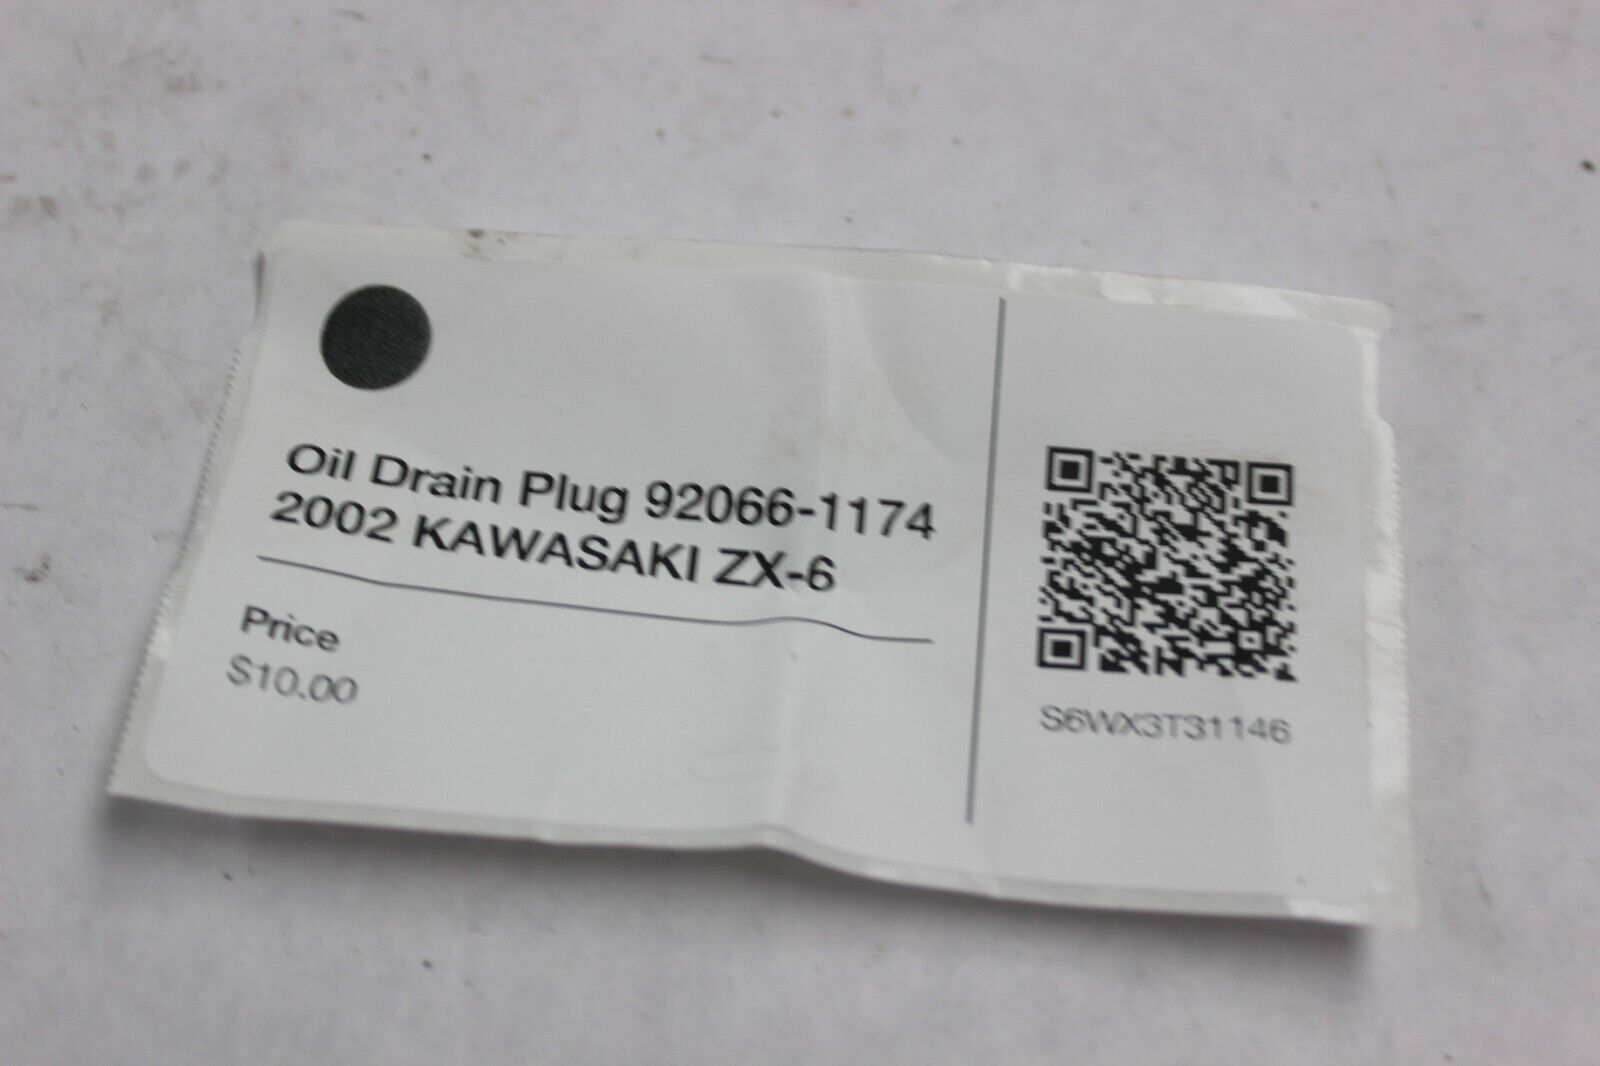 Oil Drain Plug 92066-1174
2002 KAWASAKI ZX-6
Price
$10.00
S6WX3T31146